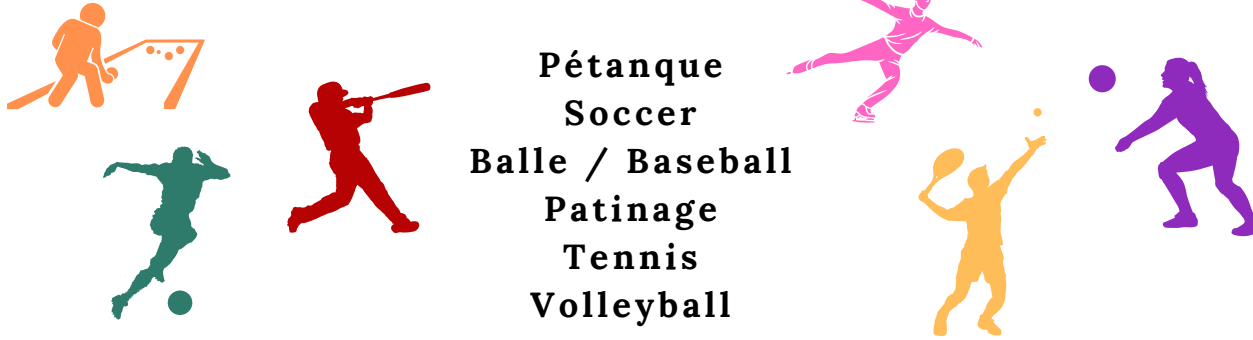 Pétanque
Soccer
Balle / Baseball
Patinage
Tennis
Volleyball